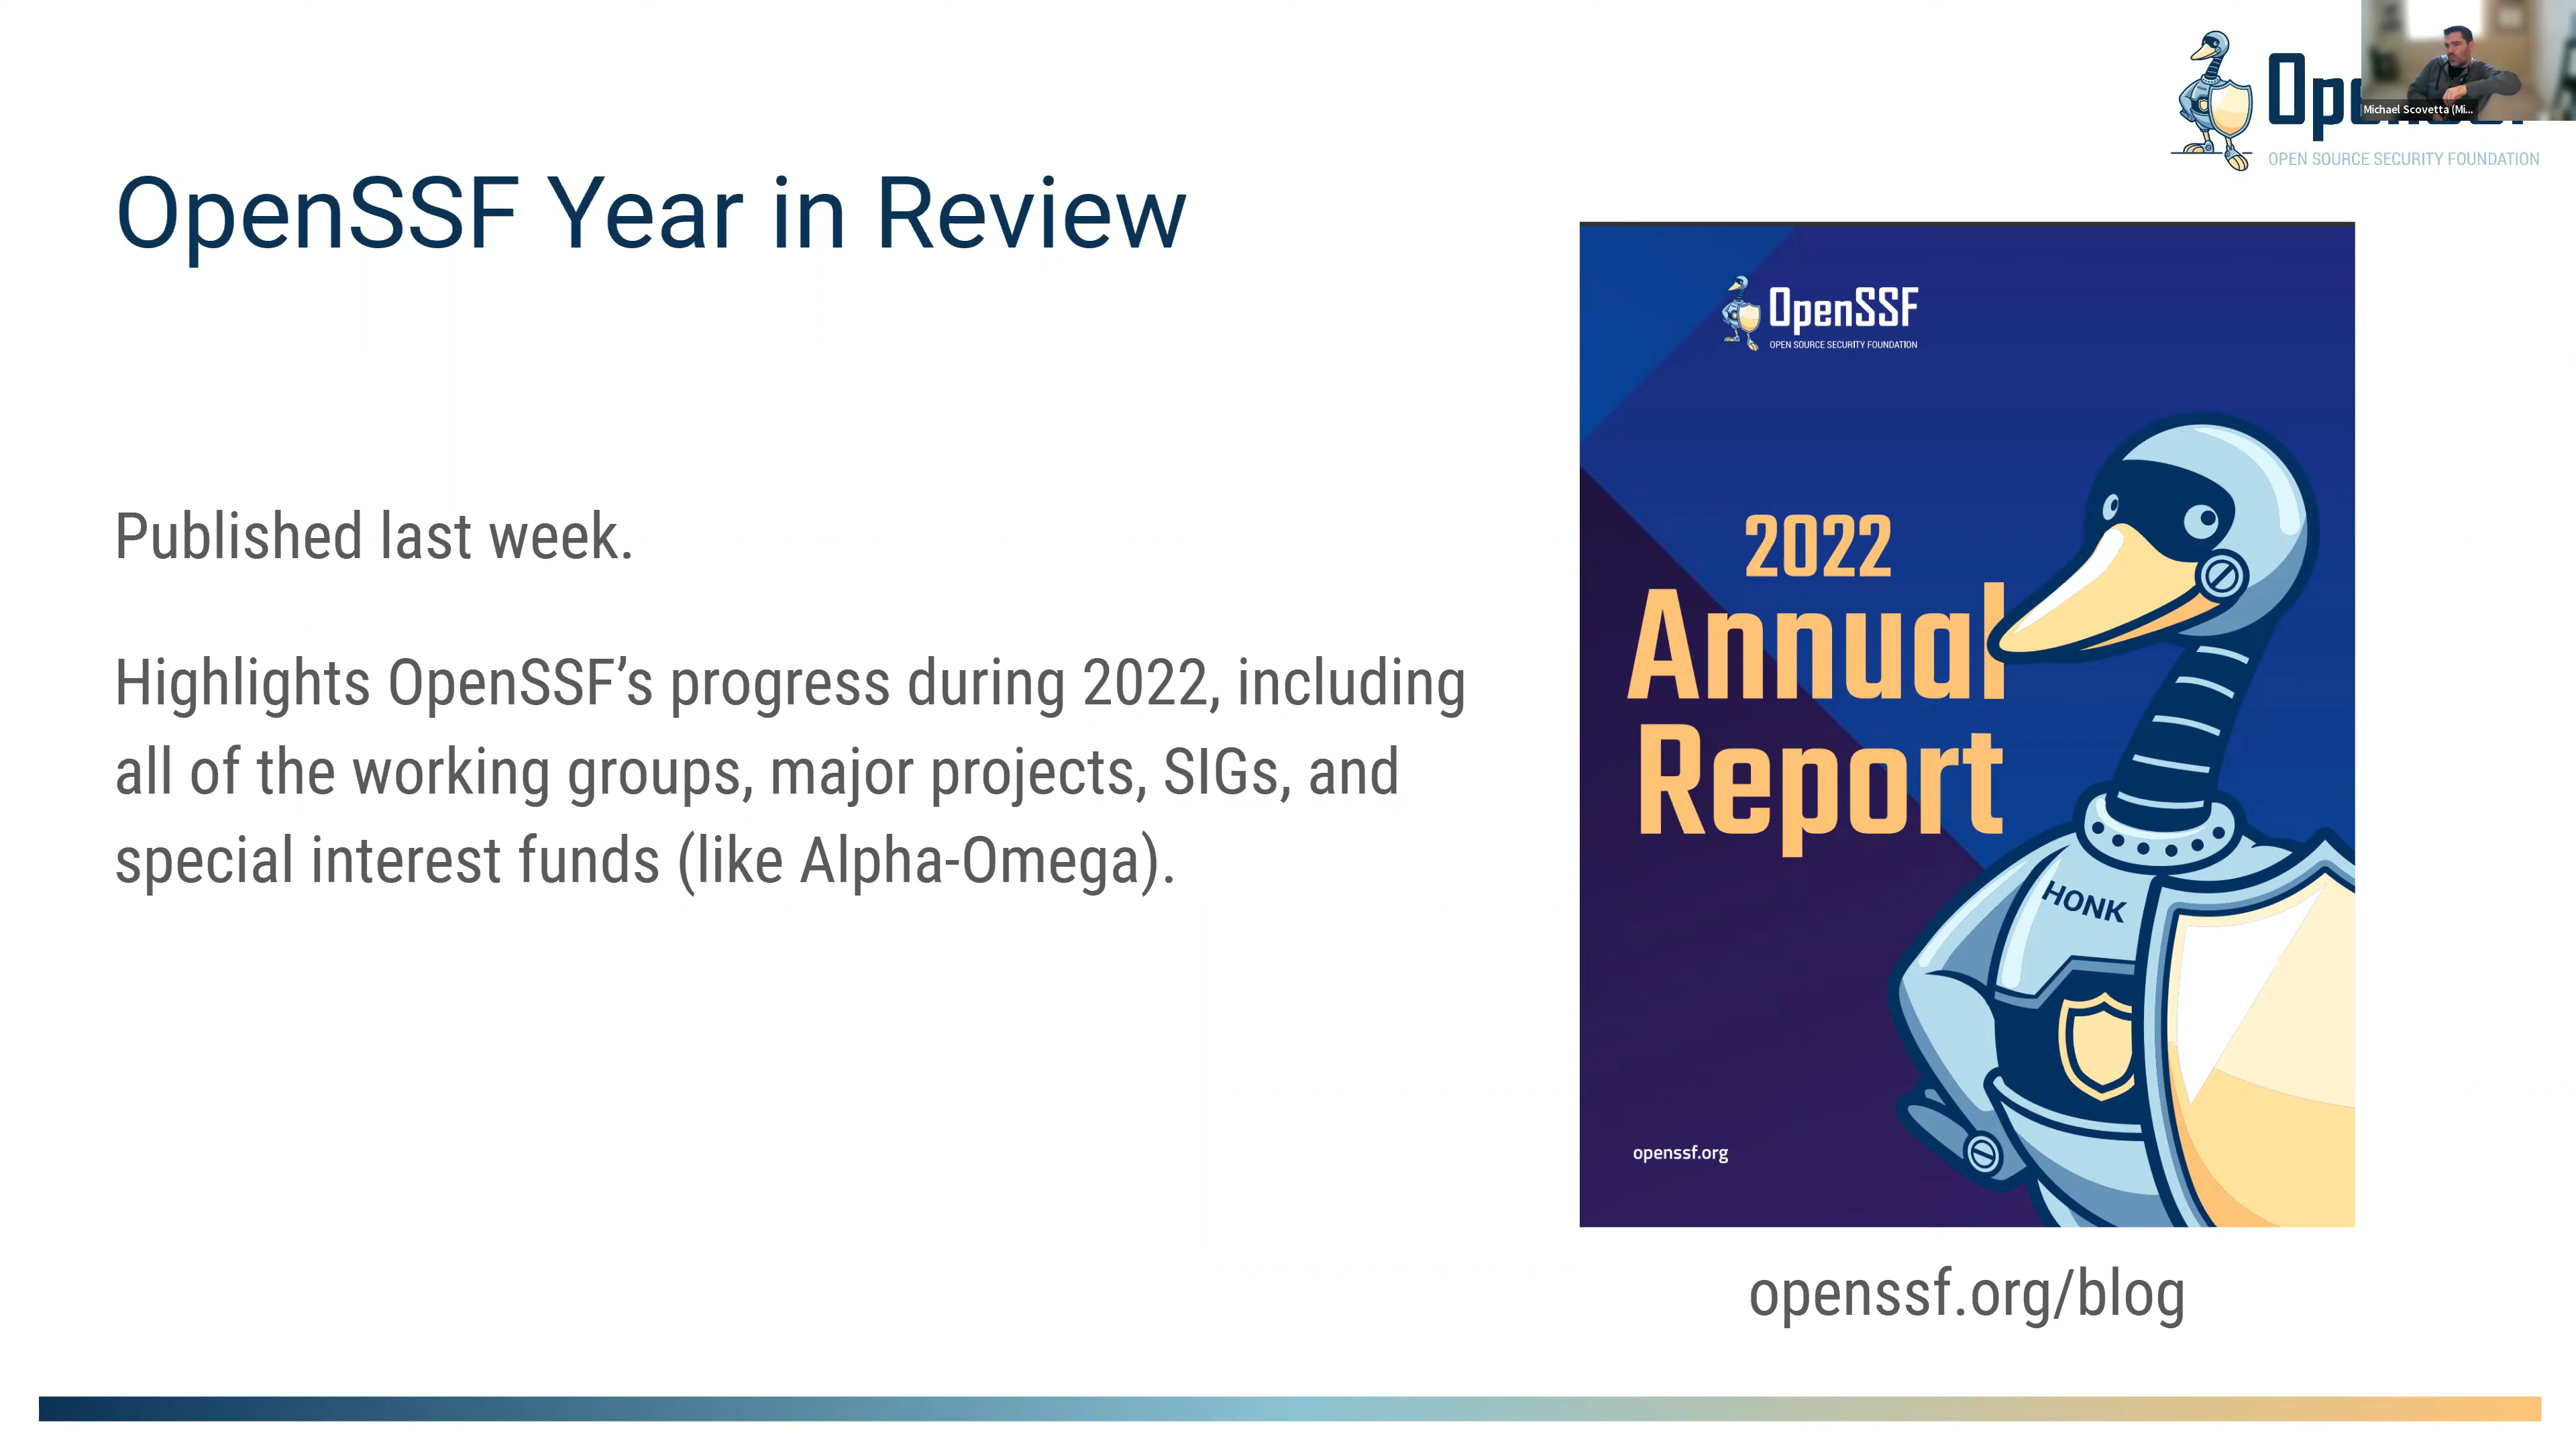 Michael Scovetta (Mi...
OPEN SOURCE SECURITY FOUNDATION
OpenSSF Year in Review
Published last week.
Highlights OpenSSF’s progress during 2022, including
all of the working groups, major projects, SIGs, and
special interest funds (like Alpha-Omega).
OpenSSF
OPEN SOURCE SECURITY FOUNDATION
2022
Annual
Report
HONK
openssf.org
openssf.org/blog